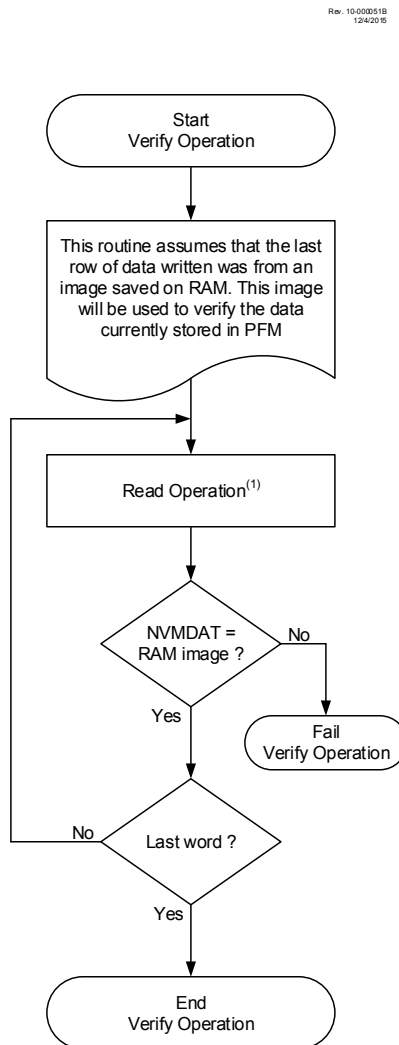 Rev. 10-000051B
12/4/2015
Start
Verify Operation
This routine assumes that the last
row of data written was from an
image saved on RAM. This image
will be used to verify the data
currently stored in PFM
Read Operation(1)
NVMDAT =
RAM image ?
No
Yes
Fail
Verify Operation
Last word ?
No
Yes
End
Verify Operation